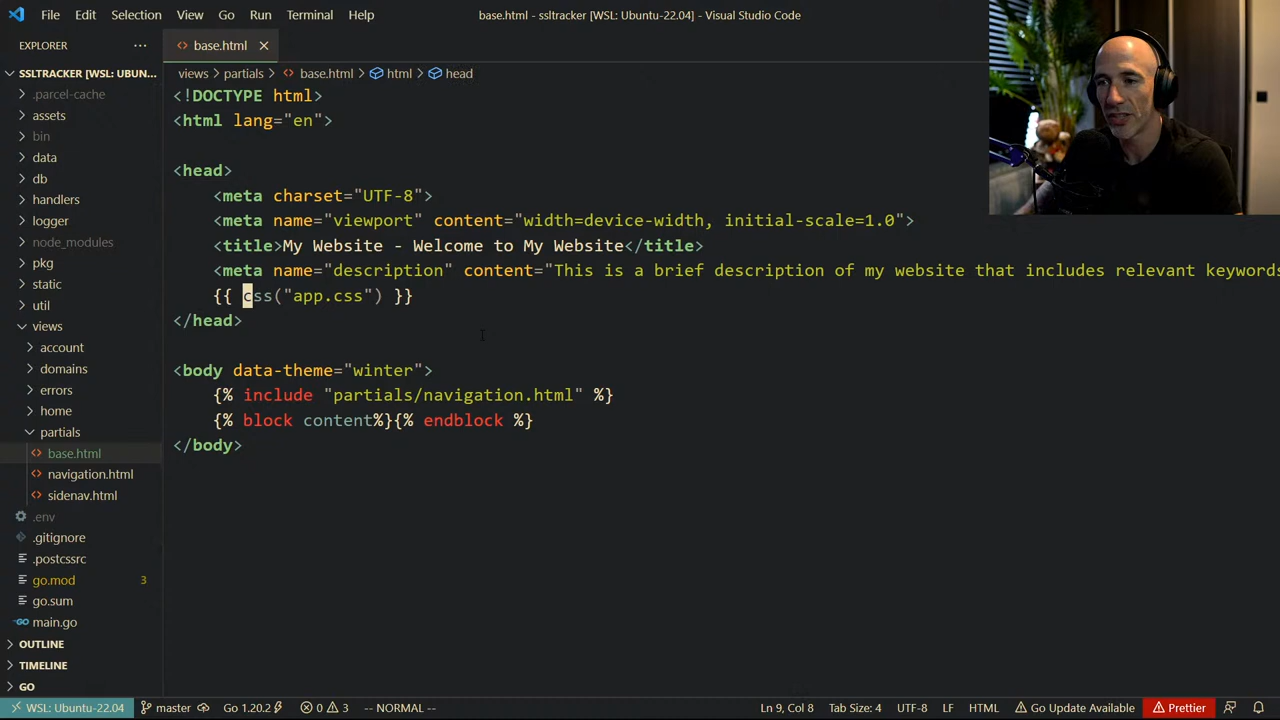 File Edit Selection View Go Run Terminal Help
base.html - ssltracker [WSL: Ubuntu-22.04] - Visual Studio Code
EXPLORER ...
SSLTRACKER [WSL: UBUN...
.parcel-cache
assets
bin
data
db
handlers
logger
node_modules
pkg
static
util
views
account
domains
errors
home
partials
base.html
navigation.html
sidenav.html
.env
.gitignore
.postcssrc
go.mod 3
go.sum
main.go
OUTLINE
TIMELINE
GO
base.html
views > partials > base.html > html > head
<!DOCTYPE html>
<html lang="en">
<head>
<meta charset="UTF-8">
<meta name="viewport" content="width=device-width, initial-scale=1.0">
<title>My Website - Welcome to My Website</title>
<meta name="description" content="This is a brief description of my website that includes relevant keywords
{{ css("app.css") }}
</head>
<body data-theme="winter">
{% include "partials/navigation.html" %}
{% block content%}{% endblock %}
</body>
WSL: Ubuntu-22.04 master Go 1.20.2 0 3 -- NORMAL -- Ln 9, Col 8 Tab Size: 4 UTF-8 LF HTML Go Update Available Prettier